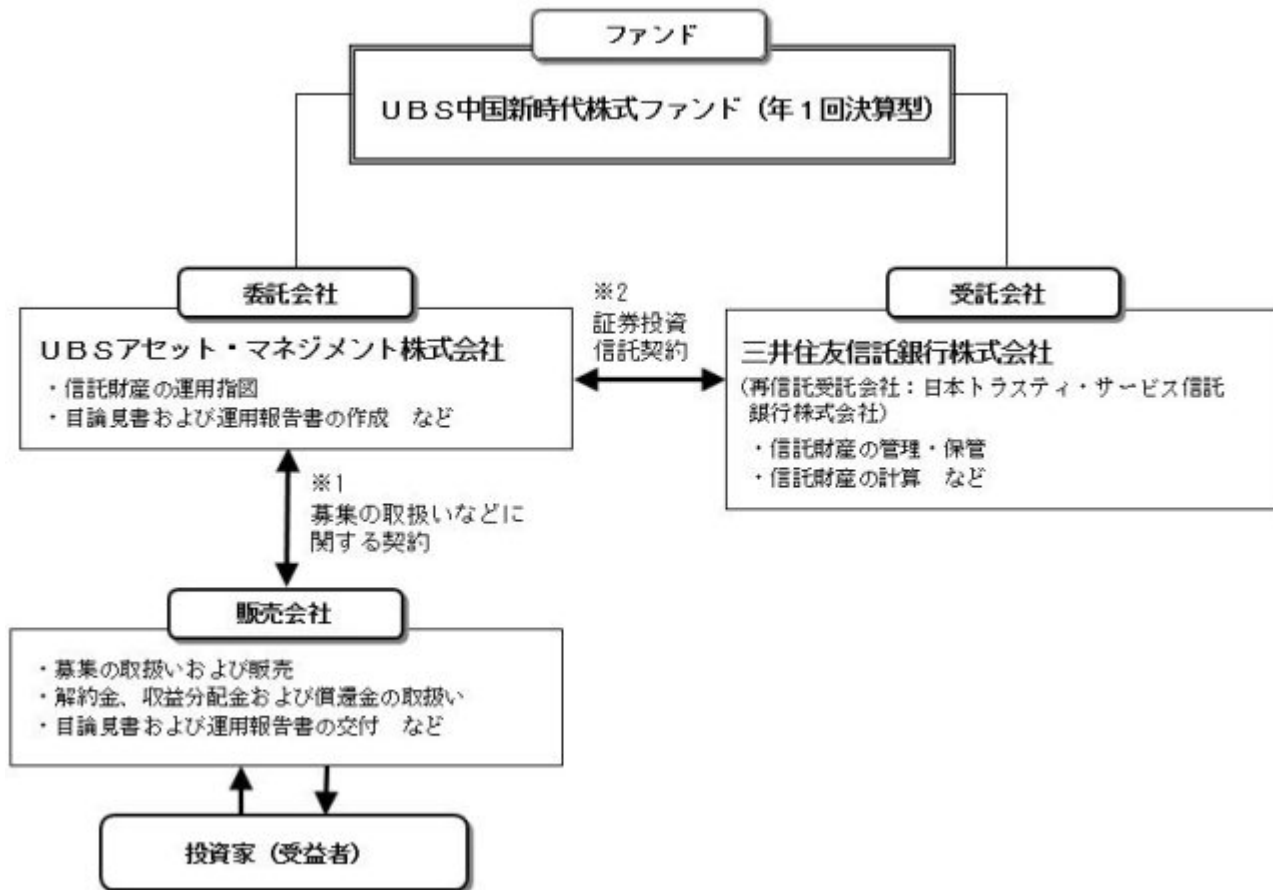 ファンド
UBS中国新時代株式ファンド(年1回決算型)
委託会社
UBSアセット・マネジメント株式会社
・信託財産の運用指図
・目論見書および運用報告書の作成 など
※2
証券投資
信託契約
受託会社
三井住友信託銀行株式会社
(再信託受託会社:日本トラスティ・サービス信託
銀行株式会社)
・信託財産の管理・保管
・信託財産の計算 など
※1
募集の取扱いなどに
関する契約
販売会社
・募集の取扱いおよび販売
・解約金、収益分配金および償還金の取扱い
・目論見書および運用報告書の交付 など
投資家(受益者)